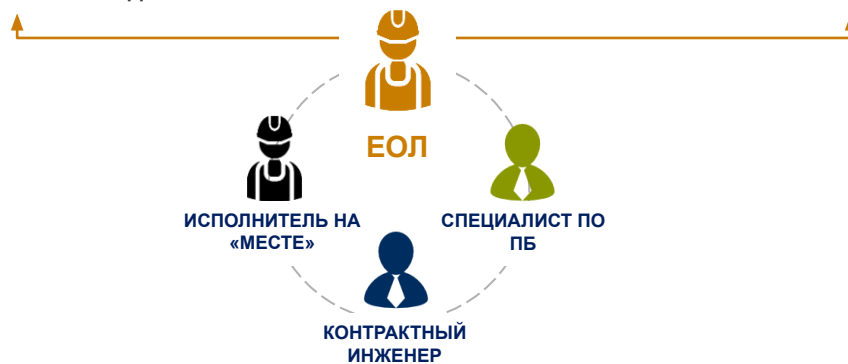 ЕОЛ
ИСПОЛНИТЕЛЬ НА
«МЕСТЕ»
СПЕЦИАЛИСТ ПО
ПБ
КОНТРАКТНЫЙ
ИНЖЕНЕР